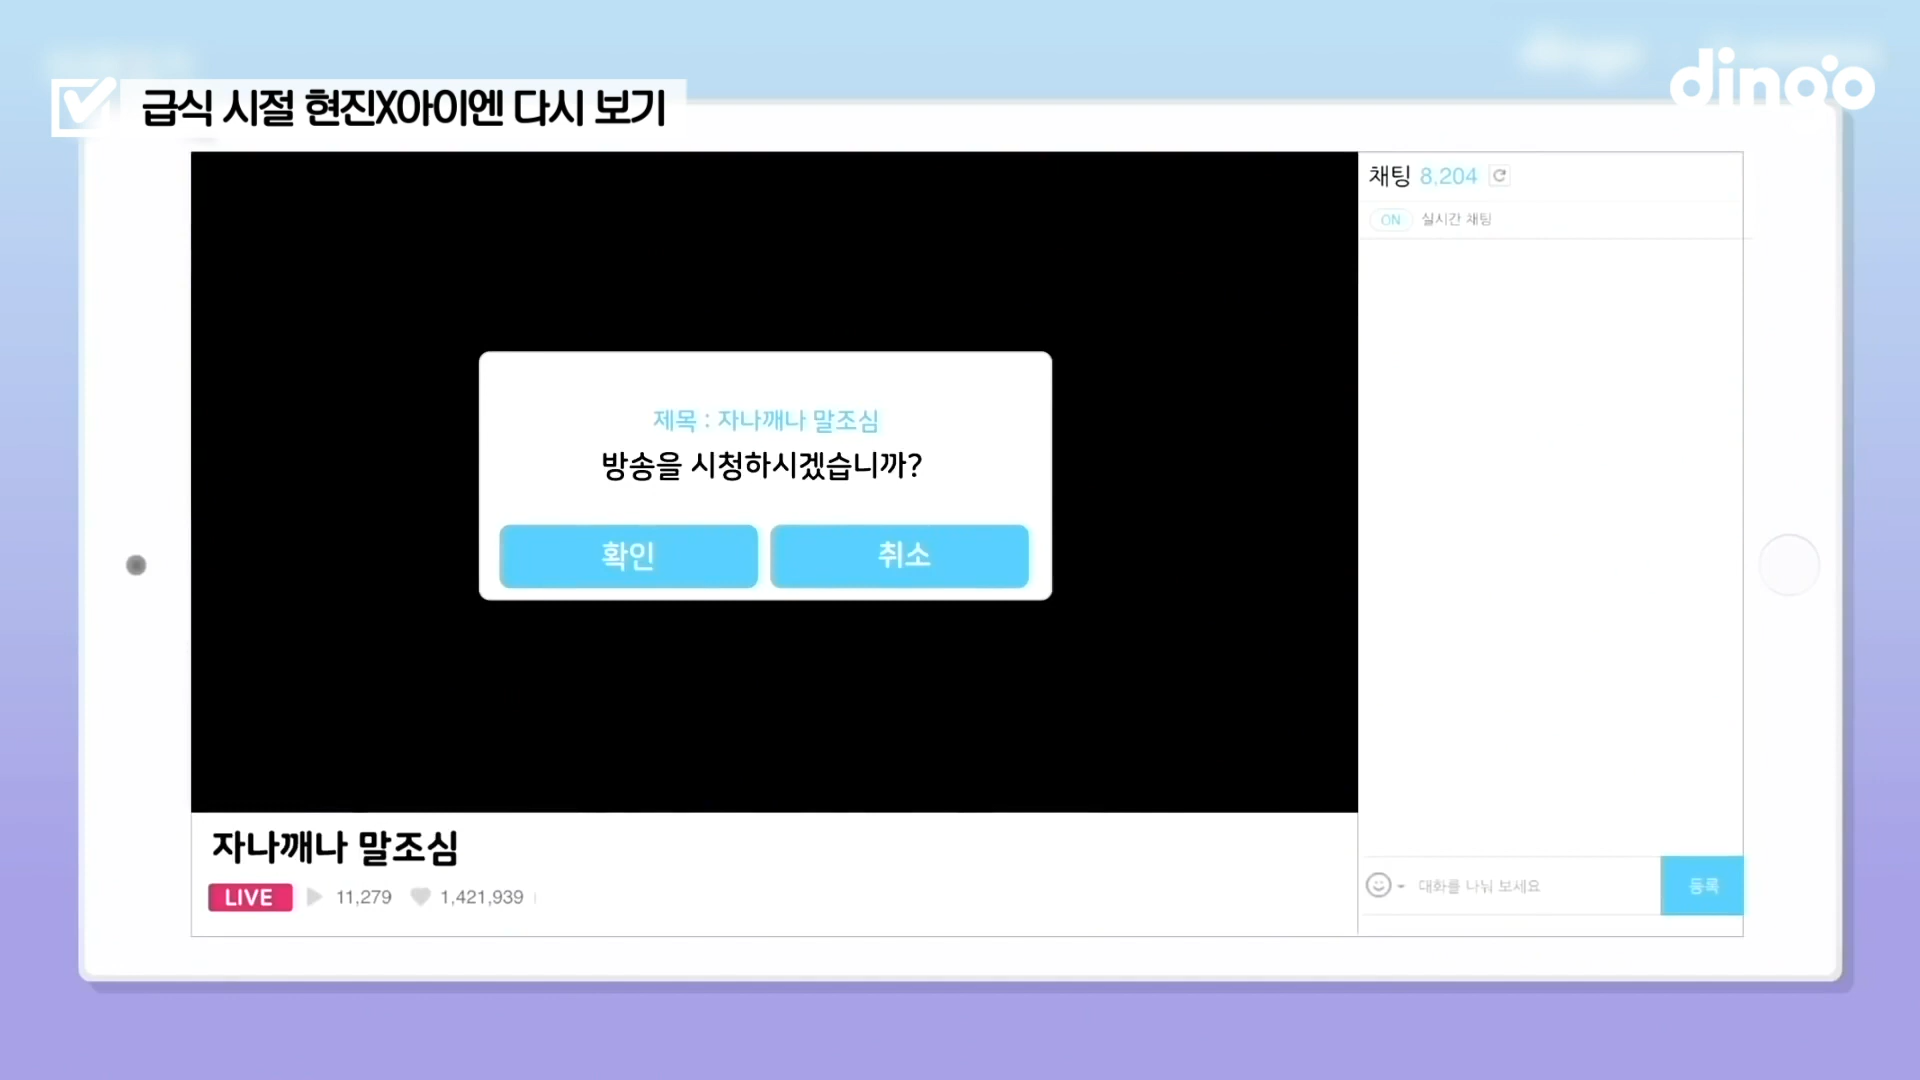 급식 시절 현진X아이엔 다시 보기
dingo
채팅 8,204
ON 실시간 채팅
제목 : 자나깨나 말조심
방송을 시청하시겠습니까?
확인 취소
자나깨나 말조심
LIVE 11,279 1,421,939
대화를 나눠 보세요 등록